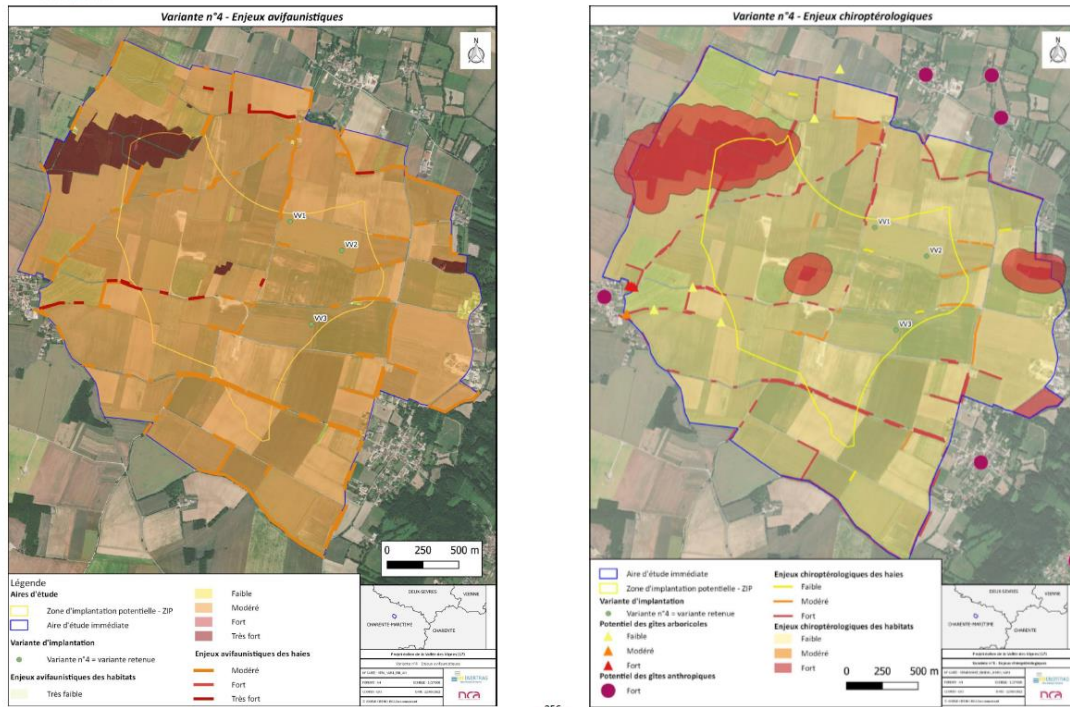 Variante n°4 - Enjeux avifaunistiques
N
VV1
VV2
VV3
0 250 500 m
Légende
Aires d'étude
Zone d'implantation potentielle - ZIP
Aire d'étude immédiate
Variante d'implantation
Variante n°4 = variante retenue
Enjeux avifaunistiques des habitats
Très faible
Faible
Modéré
Fort
Très fort
Enjeux avifaunistiques des haies
Modéré
Fort
Très fort
DEUX-SEVRES
VIENNE
CHARENTE-MARITIME
CHARENTE
nca
Variante n°4 - Enjeux chiroptérologiques
N
VV1
VV2
VV3
Aire d'étude immédiate
Zone d'implantation potentielle - ZIP
Variante d'implantation
Variante n°4 = variante retenue
Potentiel des gîtes arboricoles
Faible
Modéré
Fort
Potentiel des gîtes anthropiques
Fort
Enjeux chiroptérologiques des haies
Faible
Modéré
Fort
Enjeux chiroptérologiques des habitats
Faible
Modéré
Fort
0 250 500 m
DEUX-SEVRES
VIENNE
CHARENTE-MARITIME
CHARENTE
nca